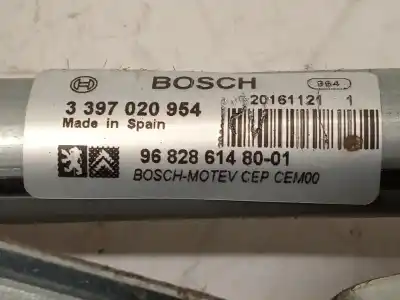 BOSCH
384
3 397 020 954
20161121 1
Made in Spain
96 828 614 80-01
BOSCH-MOTEV CEP CEM00